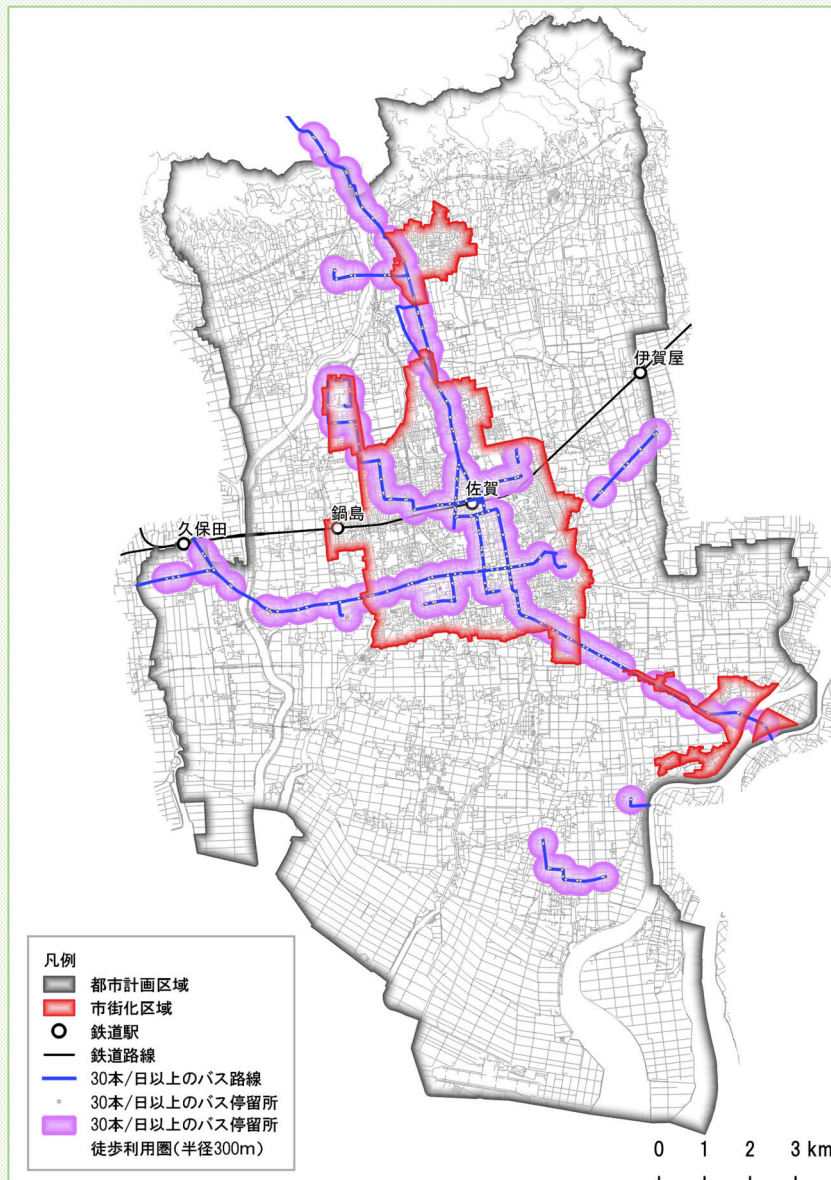 伊賀屋
佐賀
鍋島
久保田
凡例
都市計画区域
市街化区域
鉄道駅
鉄道路線
30本/日以上のバス路線
30本/日以上のバス停留所
30本/日以上のバス停留所
徒歩利用圏(半径300m)
0 1 2 3 km